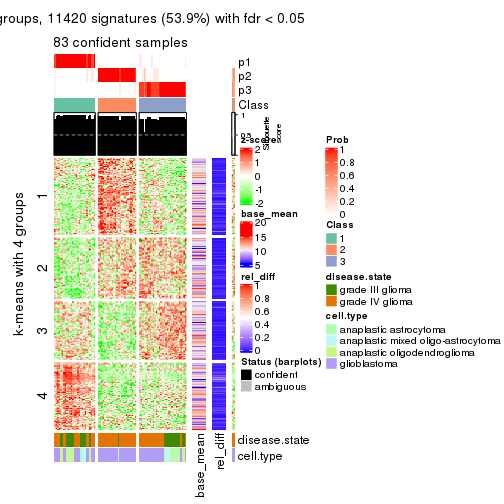 groups, 11420 signatures (53.9%) with fdr < 0.05
83 confident samples
p1
p2
p3
Class
1
0.5
0
Silhouette
score
k-means with 4 groups
1
2
3
4
disease.state
cell.type
base_mean
rel_diff
z-score
2
1
0
-1
-2
base_mean
20
15
10
5
rel_diff
1
0.8
0.6
0.4
0.2
0
Status (barplots)
confident
ambiguous
Prob
1
0.8
0.6
0.4
0.2
0
Class
1
2
3
disease.state
grade III glioma
grade IV glioma
cell.type
anaplastic astrocytoma
anaplastic mixed oligo-astrocytoma
anaplastic oligodendroglioma
glioblastoma